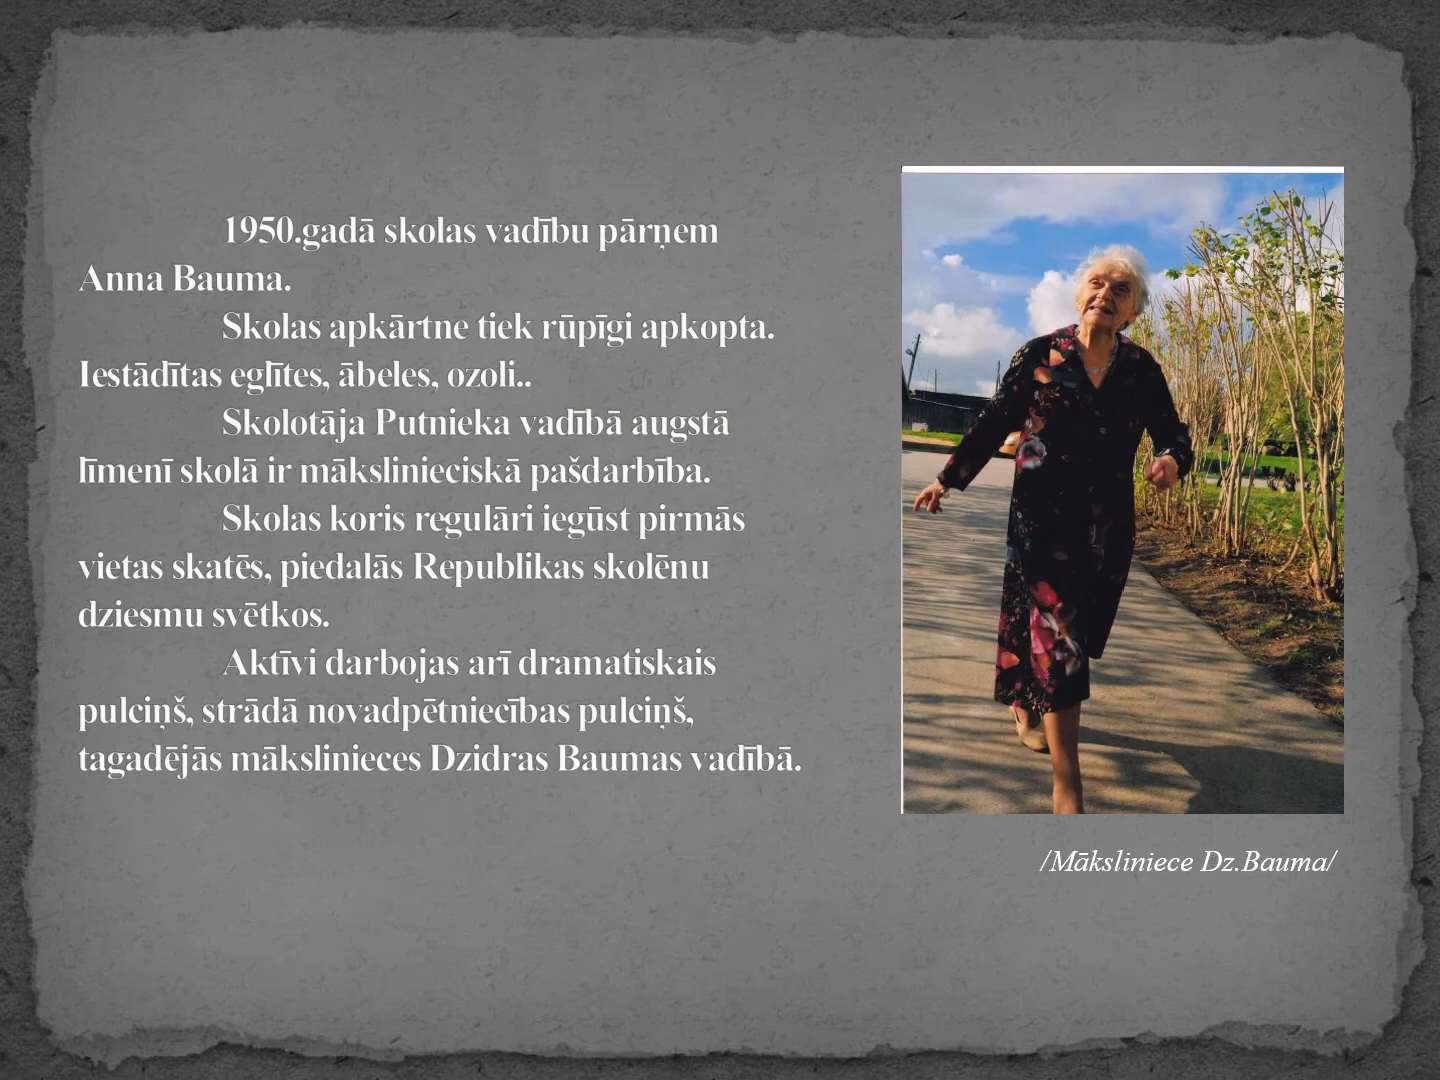 1950.gadā skolas vadību pārņem
Anna Bauma.
Skolas apkārtne tiek rūpīgi apkopta.
Iestādītas eglītes, ābeles, ozoli..
Skolotāja Putnieka vadībā augstā
līmenī skolā ir mākslinieciskā pašdarbība.
Skolas koris regulāri iegūst pirmās
vietas skatēs, piedalās Republikas skolēnu
dziesmu svētkos.
Aktīvi darbojas arī dramatiskais
pulciņš, strādā novadpētniecības pulciņš,
tagadējās mākslinieces Dzidras Baumas vadībā.
/Māksliniece Dz.Bauma/